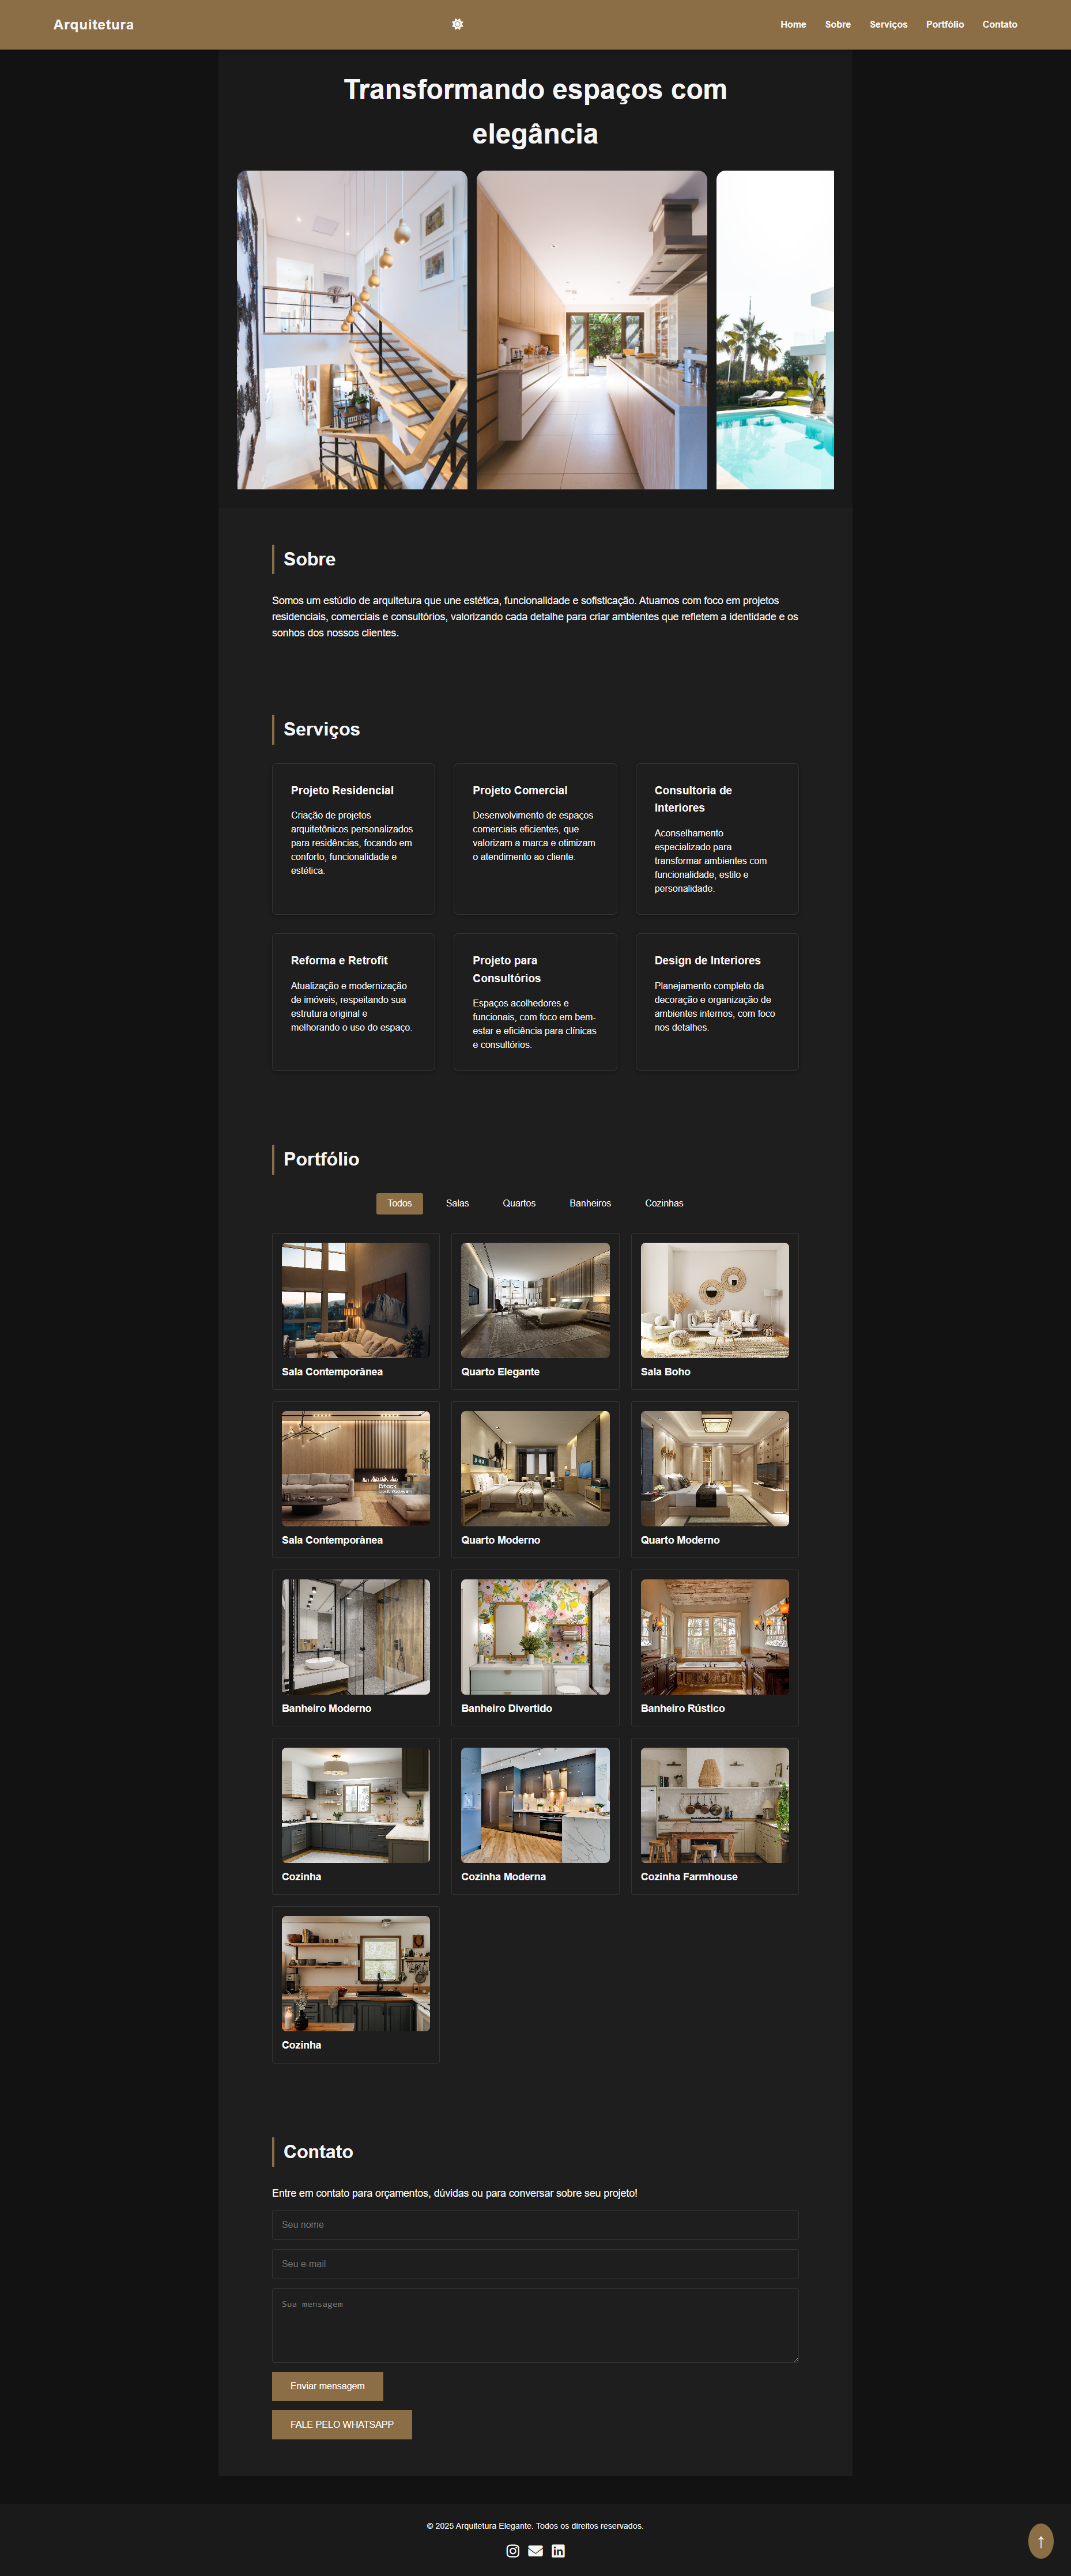 Arquitetura
Home Sobre Serviços Portfólio Contato
Transformando espaços com
elegância
Sobre
Somos um estúdio de arquitetura que une estética, funcionalidade e sofisticação. Atuamos com foco em projetos
residenciais, comerciais e consultórios, valorizando cada detalhe para criar ambientes que refletem a identidade e os
sonhos dos nossos clientes.
Serviços
Projeto Residencial
Criação de projetos
arquitetônicos personalizados
para residências, focando em
conforto, funcionalidade e
estética.
Projeto Comercial
Desenvolvimento de espaços
comerciais eficientes, que
valorizam a marca e otimizam
o atendimento ao cliente.
Consultoria de
Interiores
Aconselhamento
especializado para
transformar ambientes com
funcionalidade, estilo e
personalidade.
Reforma e Retrofit
Atualização e modernização
de imóveis, respeitando sua
estrutura original e
melhorando o uso do espaço.
Projeto para
Consultórios
Espaços acolhedores e
funcionais, com foco em bem-
estar e eficiência para clínicas
e consultórios.
Design de Interiores
Planejamento completo da
decoração e organização de
ambientes internos, com foco
nos detalhes.
Portfólio
Todos Salas Quartos Banheiros Cozinhas
Sala Contemporânea
Quarto Elegante
Sala Boho
iStock
Sala Contemporânea
Quarto Moderno
Quarto Moderno
Banheiro Moderno
Banheiro Divertido
Banheiro Rústico
Cozinha
Cozinha Moderna
Cozinha Farmhouse
Cozinha
Contato
Entre em contato para orçamentos, dúvidas ou para conversar sobre seu projeto!
Seu nome
Seu e-mail
Sua mensagem
Enviar mensagem
FALE PELO WHATSAPP
© 2025 Arquitetura Elegante. Todos os direitos reservados.
↑